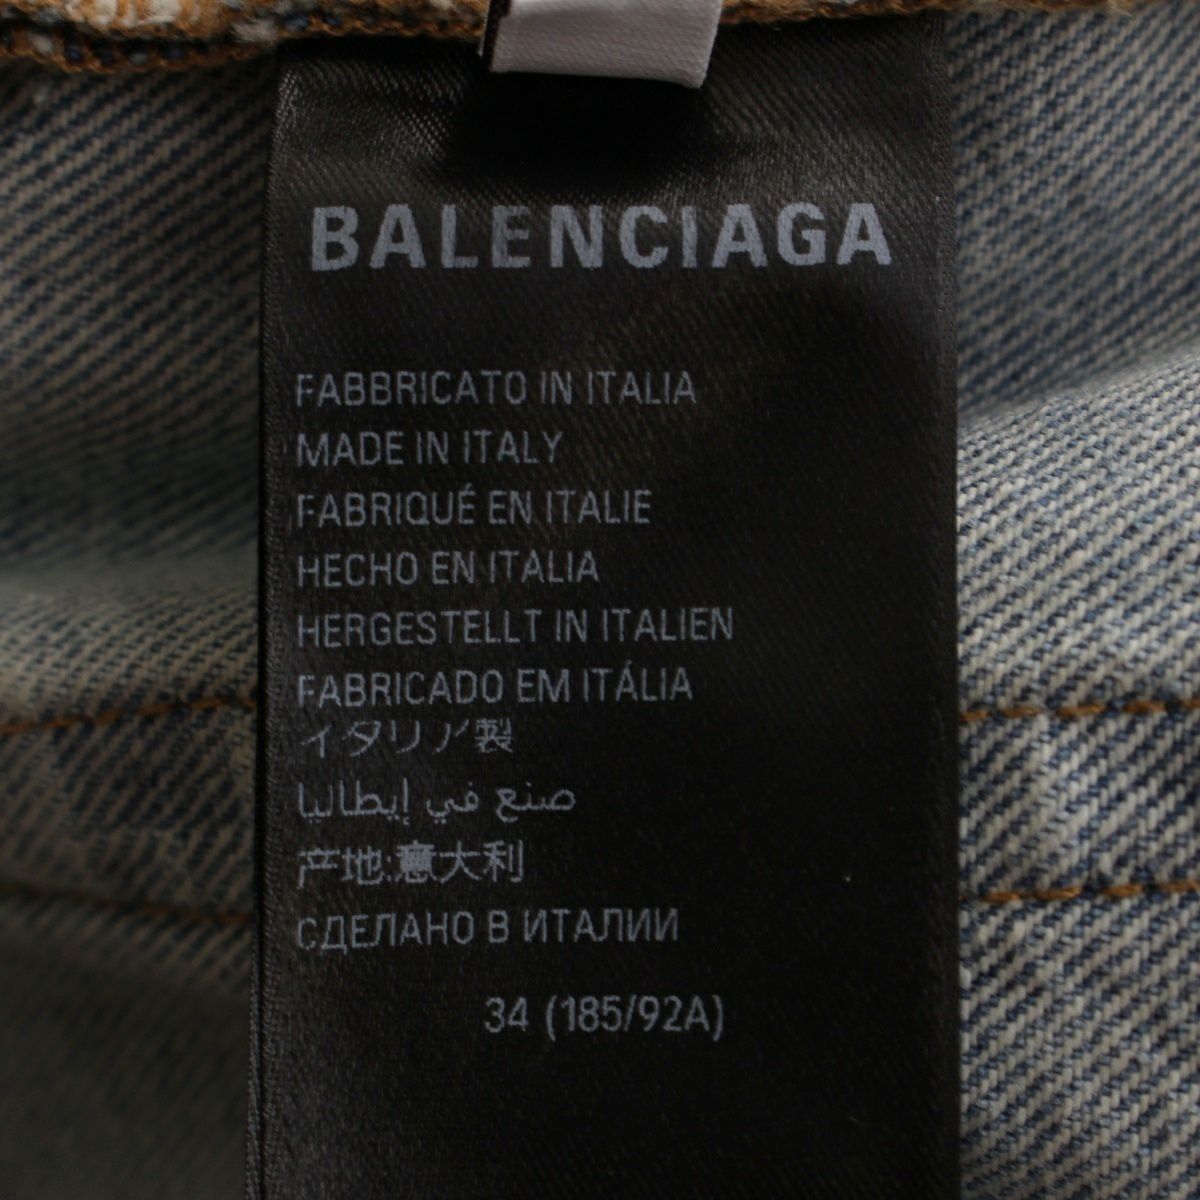 BALENCIAGA
FABBRICATO IN ITALIA
MADE IN ITALY
FABRIQUÉ EN ITALIE
HECHO EN ITALIA
HERGESTELLT IN ITALIEN
FABRICADO EM ITÁLIA
イタリア製
صنع في إيطاليا
产地:意大利
СДЕЛАНО В ИТАЛИИ
34 (185/92A)